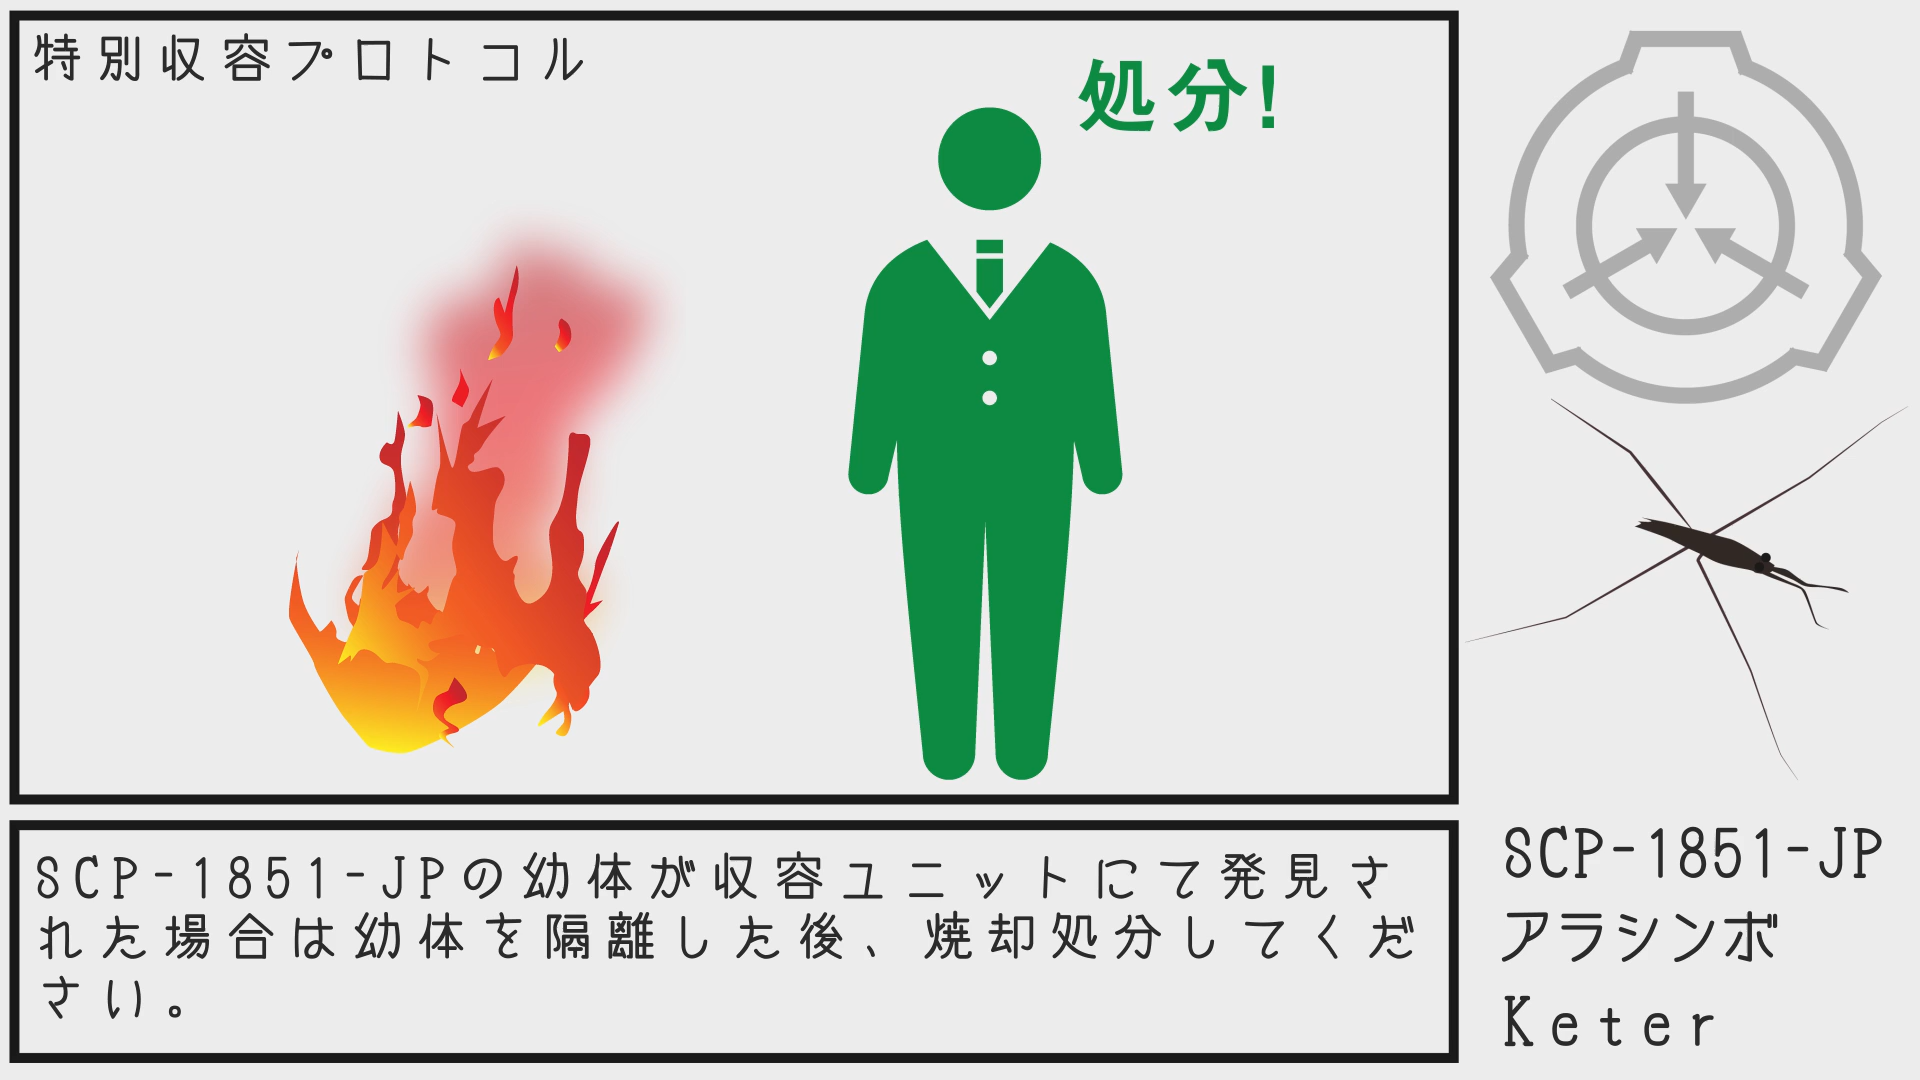 特別収容プロトコル
処分!
SCP-1851-JPの幼体が収容ユニットにて発見さ
れた場合は幼体を隔離した後、焼却処分してくだ
さい。
SCP-1851-JP
アラシンボ
Keter